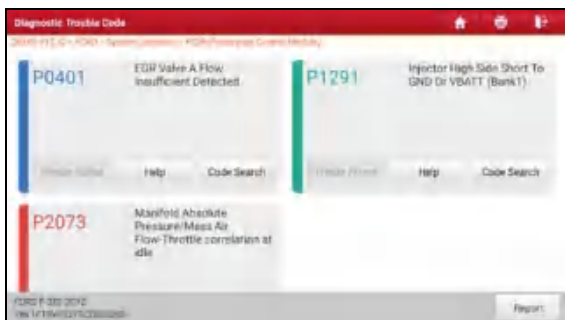 Diagnostic Trouble Code
P0401
EGR Valve A Flow
Insufficient Detected
Help
Code Search
P1291
Injector High Side Short To
GND Or VBATT (Bank1)
Help
Code Search
P2073
Manifold Absolute
Pressure/Mass Air
Flow-Throttle correlation at
idle
Report